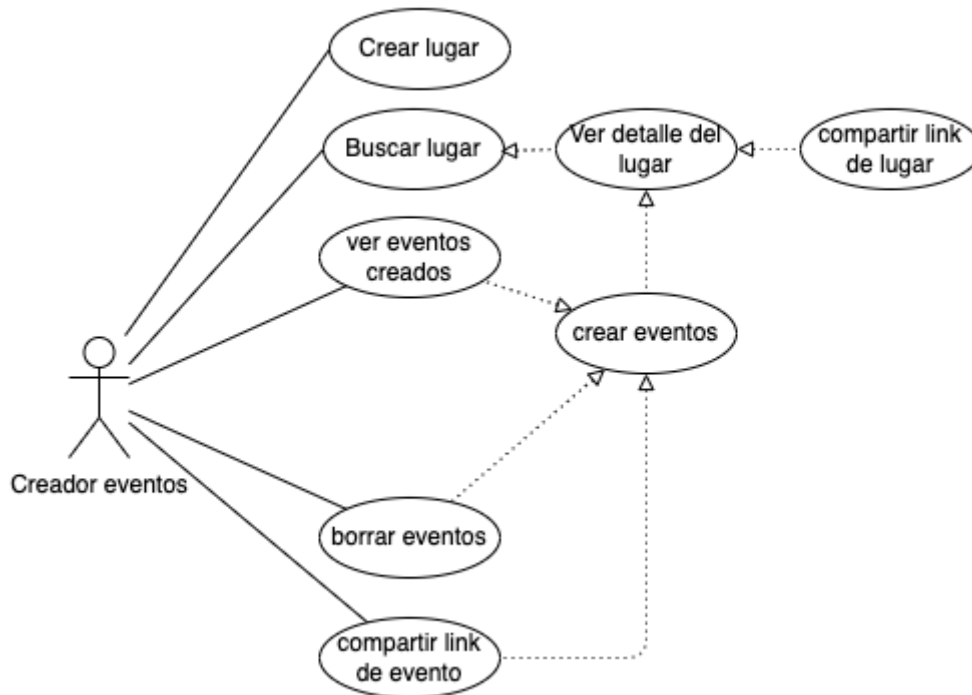 Crear lugar
Buscar lugar
Ver detalle del
lugar
compartir link
de lugar
ver eventos
creados
crear eventos
Creador eventos
borrar eventos
compartir link
de evento